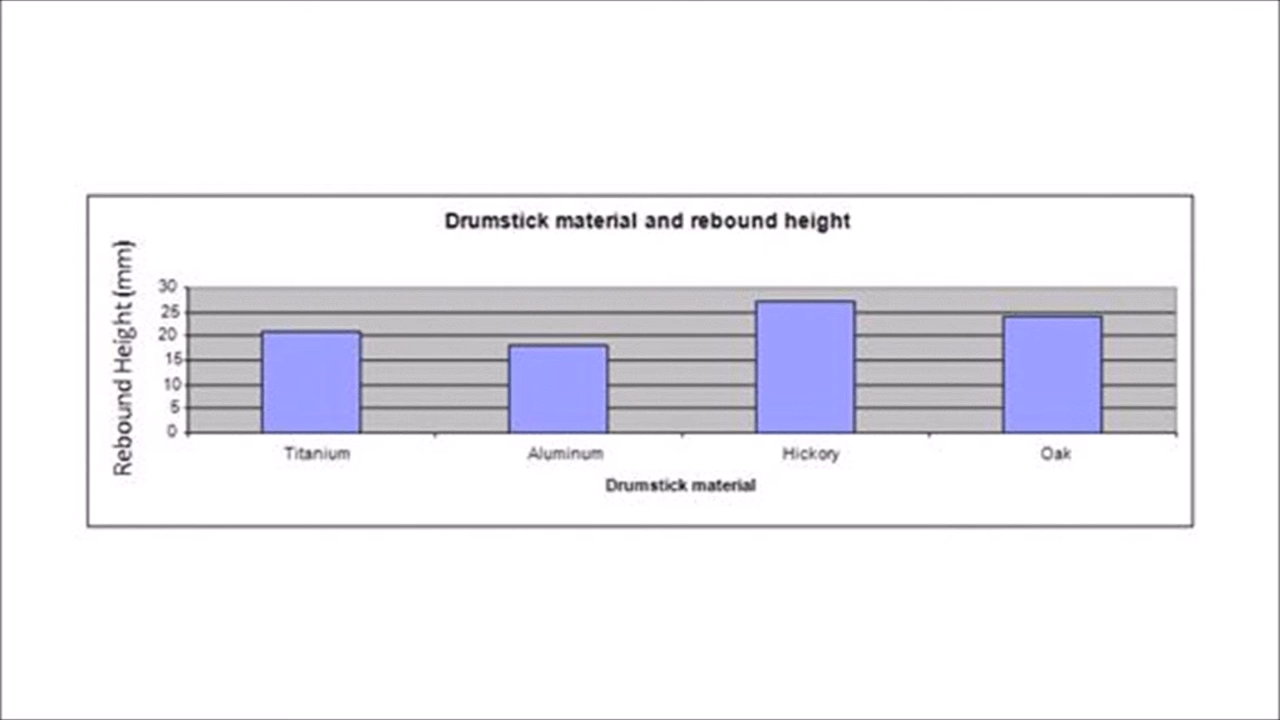 Drumstick material and rebound height
Rebound Height (mm)
30
25
20
15
10
5
0
Titanium Aluminum Hickory Oak
Drumstick material